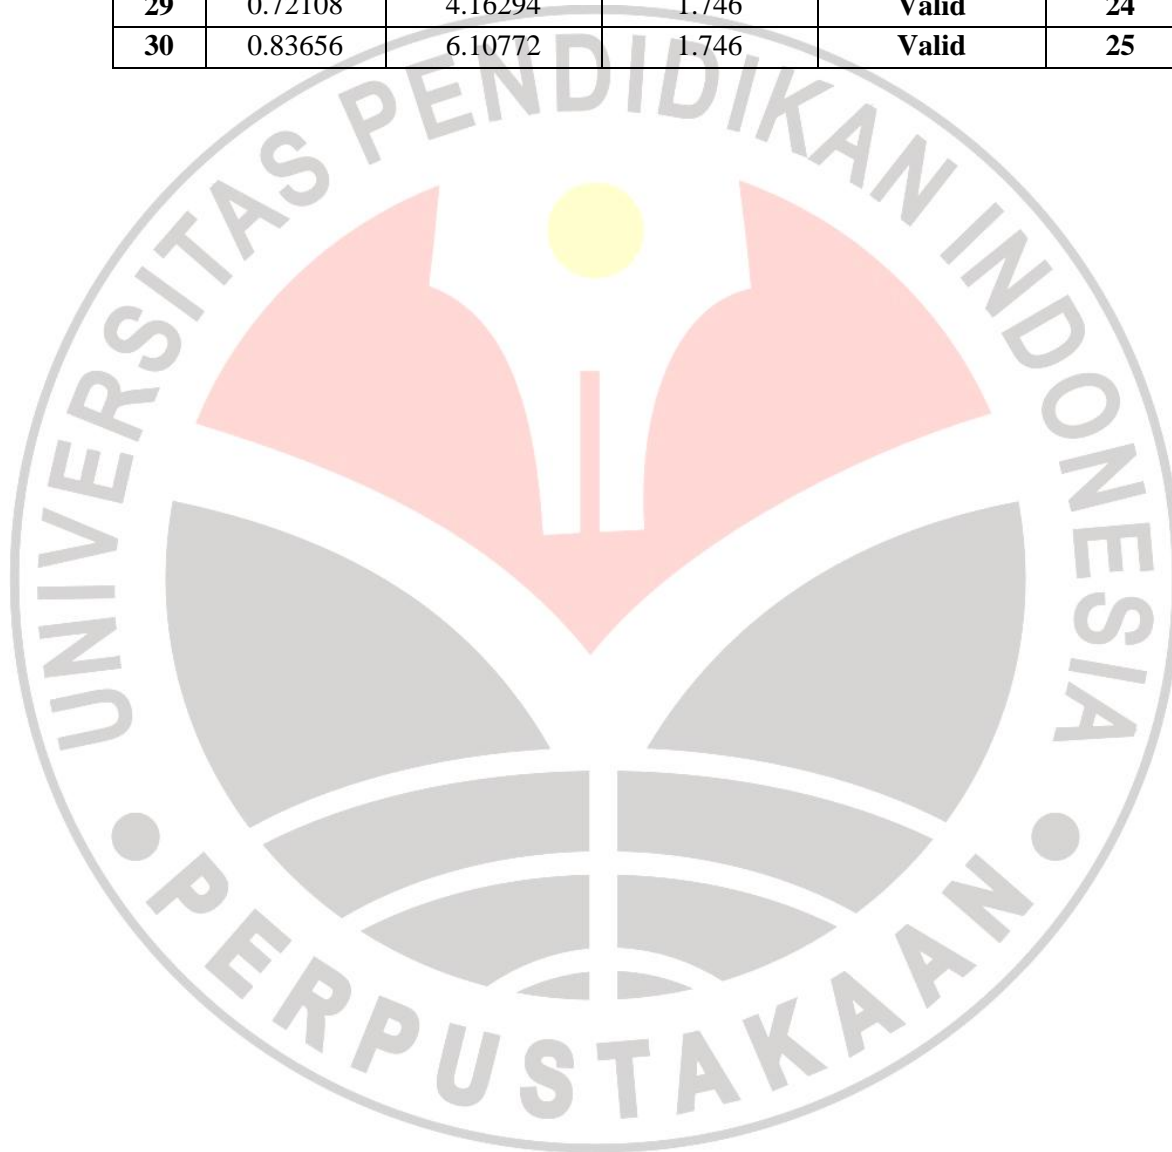 29 0.72108 4.16294 1.746 Valid 24
30 0.83656 6.10772 1.746 Valid 25
UNIVERSITAS PENDIDIKAN INDONESIA
PERPUSTAKAAN